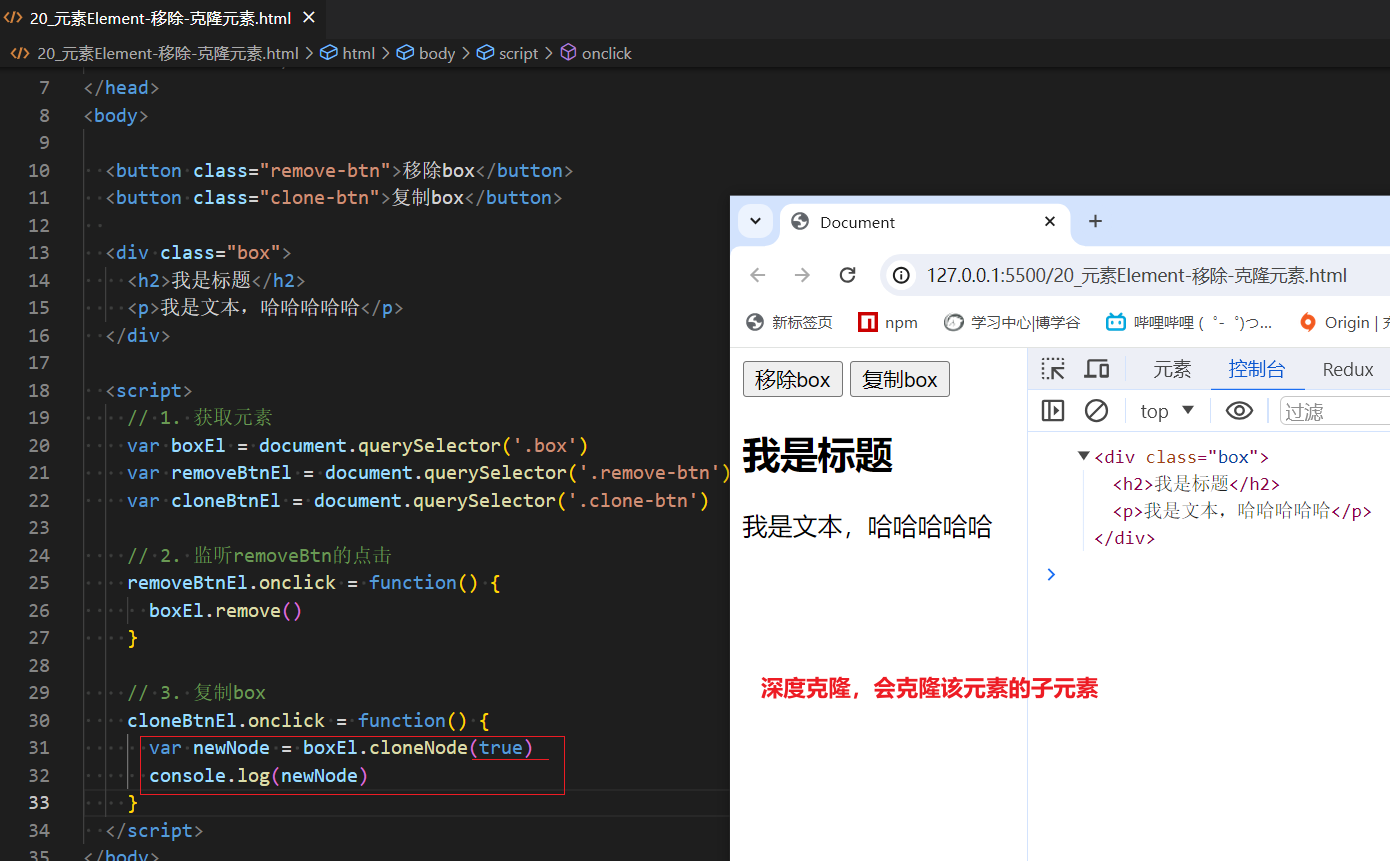 20_元素Element-移除-克隆元素.html
20_元素Element-移除-克隆元素.html > html > body > script > onclick
7 </head>
8 <body>
9
10 <button class="remove-btn">移除box</button>
11 <button class="clone-btn">复制box</button>
12
13 <div class="box">
14 <h2>我是标题</h2>
15 <p>我是文本，哈哈哈哈哈</p>
16 </div>
17
18 <script>
19 // 1. 获取元素
20 var boxEl = document.querySelector('.box')
21 var removeBtnEl = document.querySelector('.remove-btn')
22 var cloneBtnEl = document.querySelector('.clone-btn')
23
24 // 2. 监听removeBtn的点击
25 removeBtnEl.onclick = function() {
26 boxEl.remove()
27 }
28
29 // 3. 复制box
30 cloneBtnEl.onclick = function() {
31 var newNode = boxEl.cloneNode(true)
32 console.log(newNode)
33 }
34 </script>
35 </body>
Document
127.0.0.1:5500/20_元素Element-移除-克隆元素.html
新标签页 npm 学习中心|博学谷 哔哩哔哩 (゜-゜)つ... Origin |
移除box 复制box
我是标题
我是文本，哈哈哈哈哈
元素 控制台 Redux
top 过滤
<div class="box">
<h2>我是标题</h2>
<p>我是文本，哈哈哈哈哈</p>
</div>
深度克隆，会克隆该元素的子元素